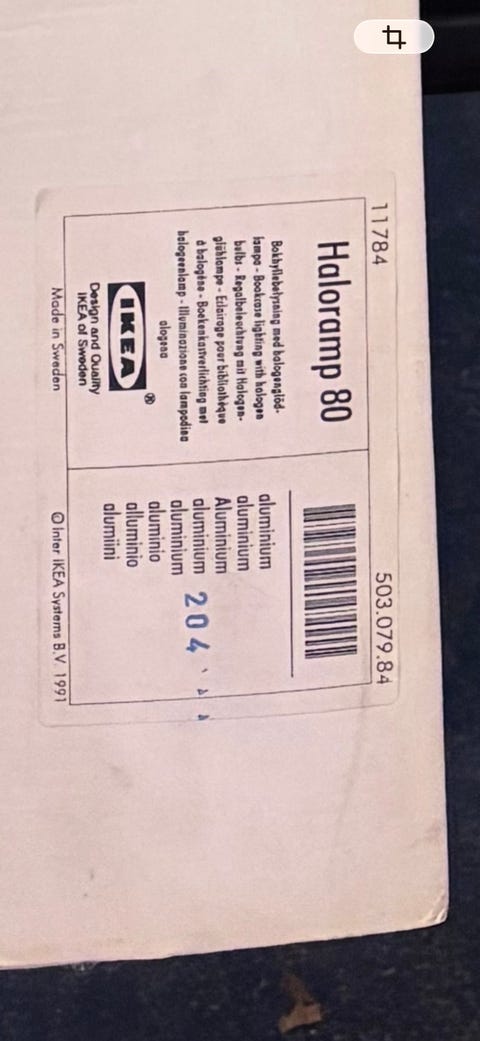 11784
503.079.84
Haloramp 80
Bokhyllebelysning med halogenglöd-
lampa - Bookcase lighting with halogen
bulbs - Regalbeleuchtung mit Halogen-
glühlampe - Eclairage pour bibliothèque
à halogène - Boekenkastverlichting met
halogeenlamp - Illuminazione con lampadina
alogena
IKEA®
Design and Quality
IKEA of Sweden
aluminium
aluminium
Aluminium
aluminium
aluminium
aluminio
alluminio
alumiini
204
Made in Sweden
© Inter IKEA Systems B.V. 1991